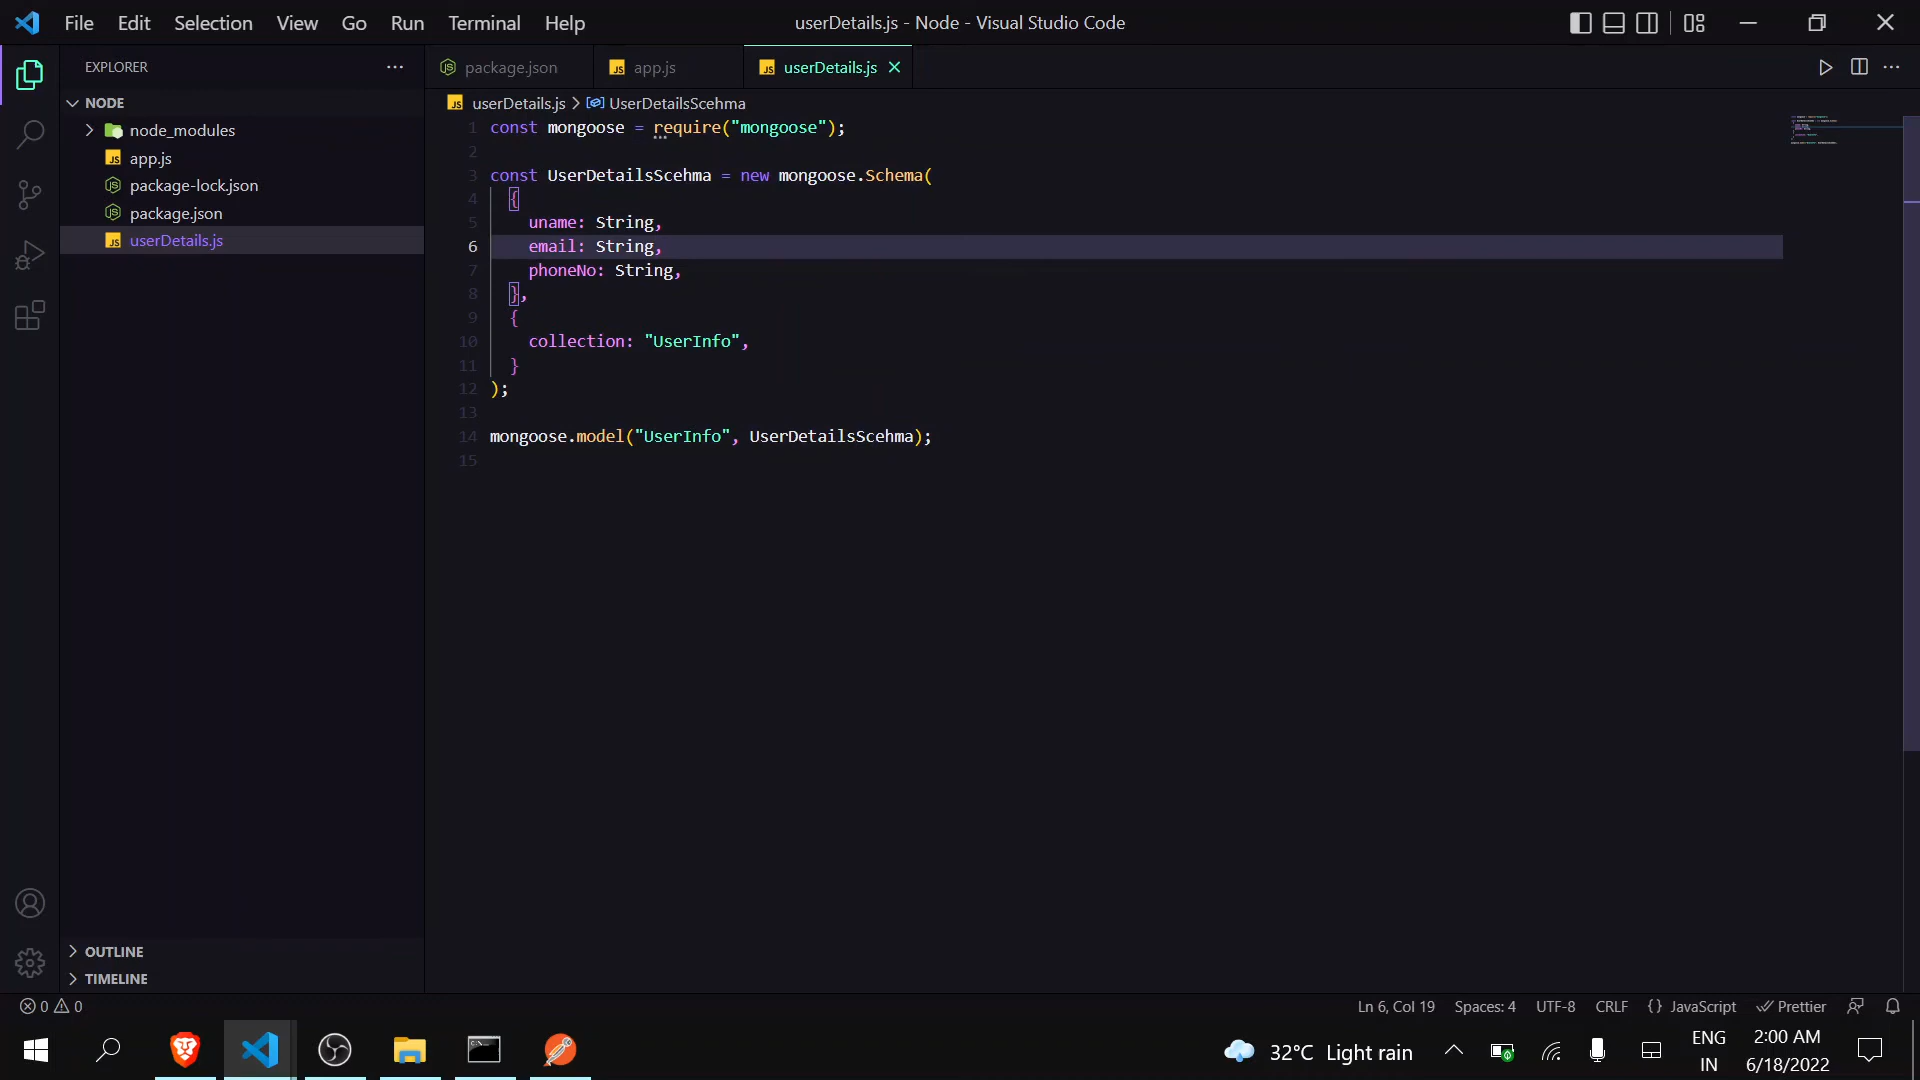 File Edit Selection View Go Run Terminal Help
userDetails.js - Node - Visual Studio Code
EXPLORER
package.json
app.js
userDetails.js
NODE
node_modules
app.js
package-lock.json
package.json
userDetails.js
userDetails.js > UserDetailsScehma
1 const mongoose = require("mongoose");
2
3 const UserDetailsScehma = new mongoose.Schema(
4 {
5 uname: String,
6 email: String,
7 phoneNo: String,
8 },
9 {
10 collection: "UserInfo",
11 }
12 );
13
14 mongoose.model("UserInfo", UserDetailsScehma);
15
OUTLINE
TIMELINE
0 0
Ln 6, Col 19 Spaces: 4 UTF-8 CRLF {} JavaScript Prettier
32°C Light rain
ENG
IN
2:00 AM
6/18/2022